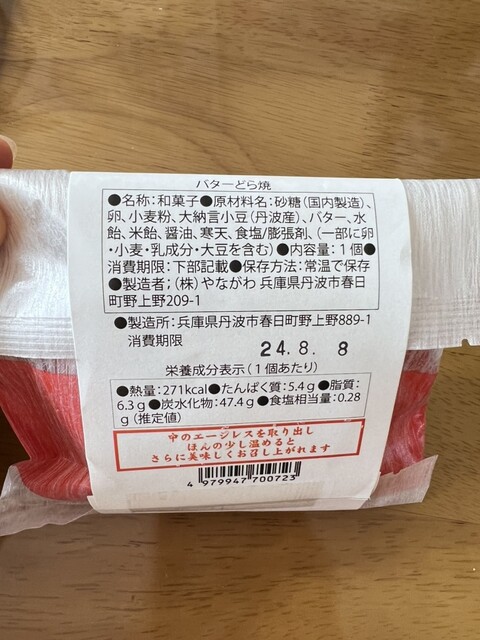 バターどら焼
●名称:和菓子●原材料名:砂糖(国内製造)、
卵、小麦粉、大納言小豆(丹波産)、バター、水
飴、米飴、醤油、寒天、食塩/膨張剤、(一部に卵
・小麦・乳成分・大豆を含む)●内容量:1個●
消費期限:下部記載●保存方法:常温で保存
●製造者;(株)やながわ 兵庫県丹波市春日
町野上野209-1
●製造所:兵庫県丹波市春日町野上野889-1
消費期限
24. 8. 8
栄養成分表示(1個あたり)
●熱量:271kcal●たんぱく質:5.4g●脂質:
6.3g●炭水化物:47.4g●食塩相当量:0.28
g(推定値)
中のエージレスを取り出し
ほんの少し温めると
さらに美味しくお召し上がれます
4 979947 700723